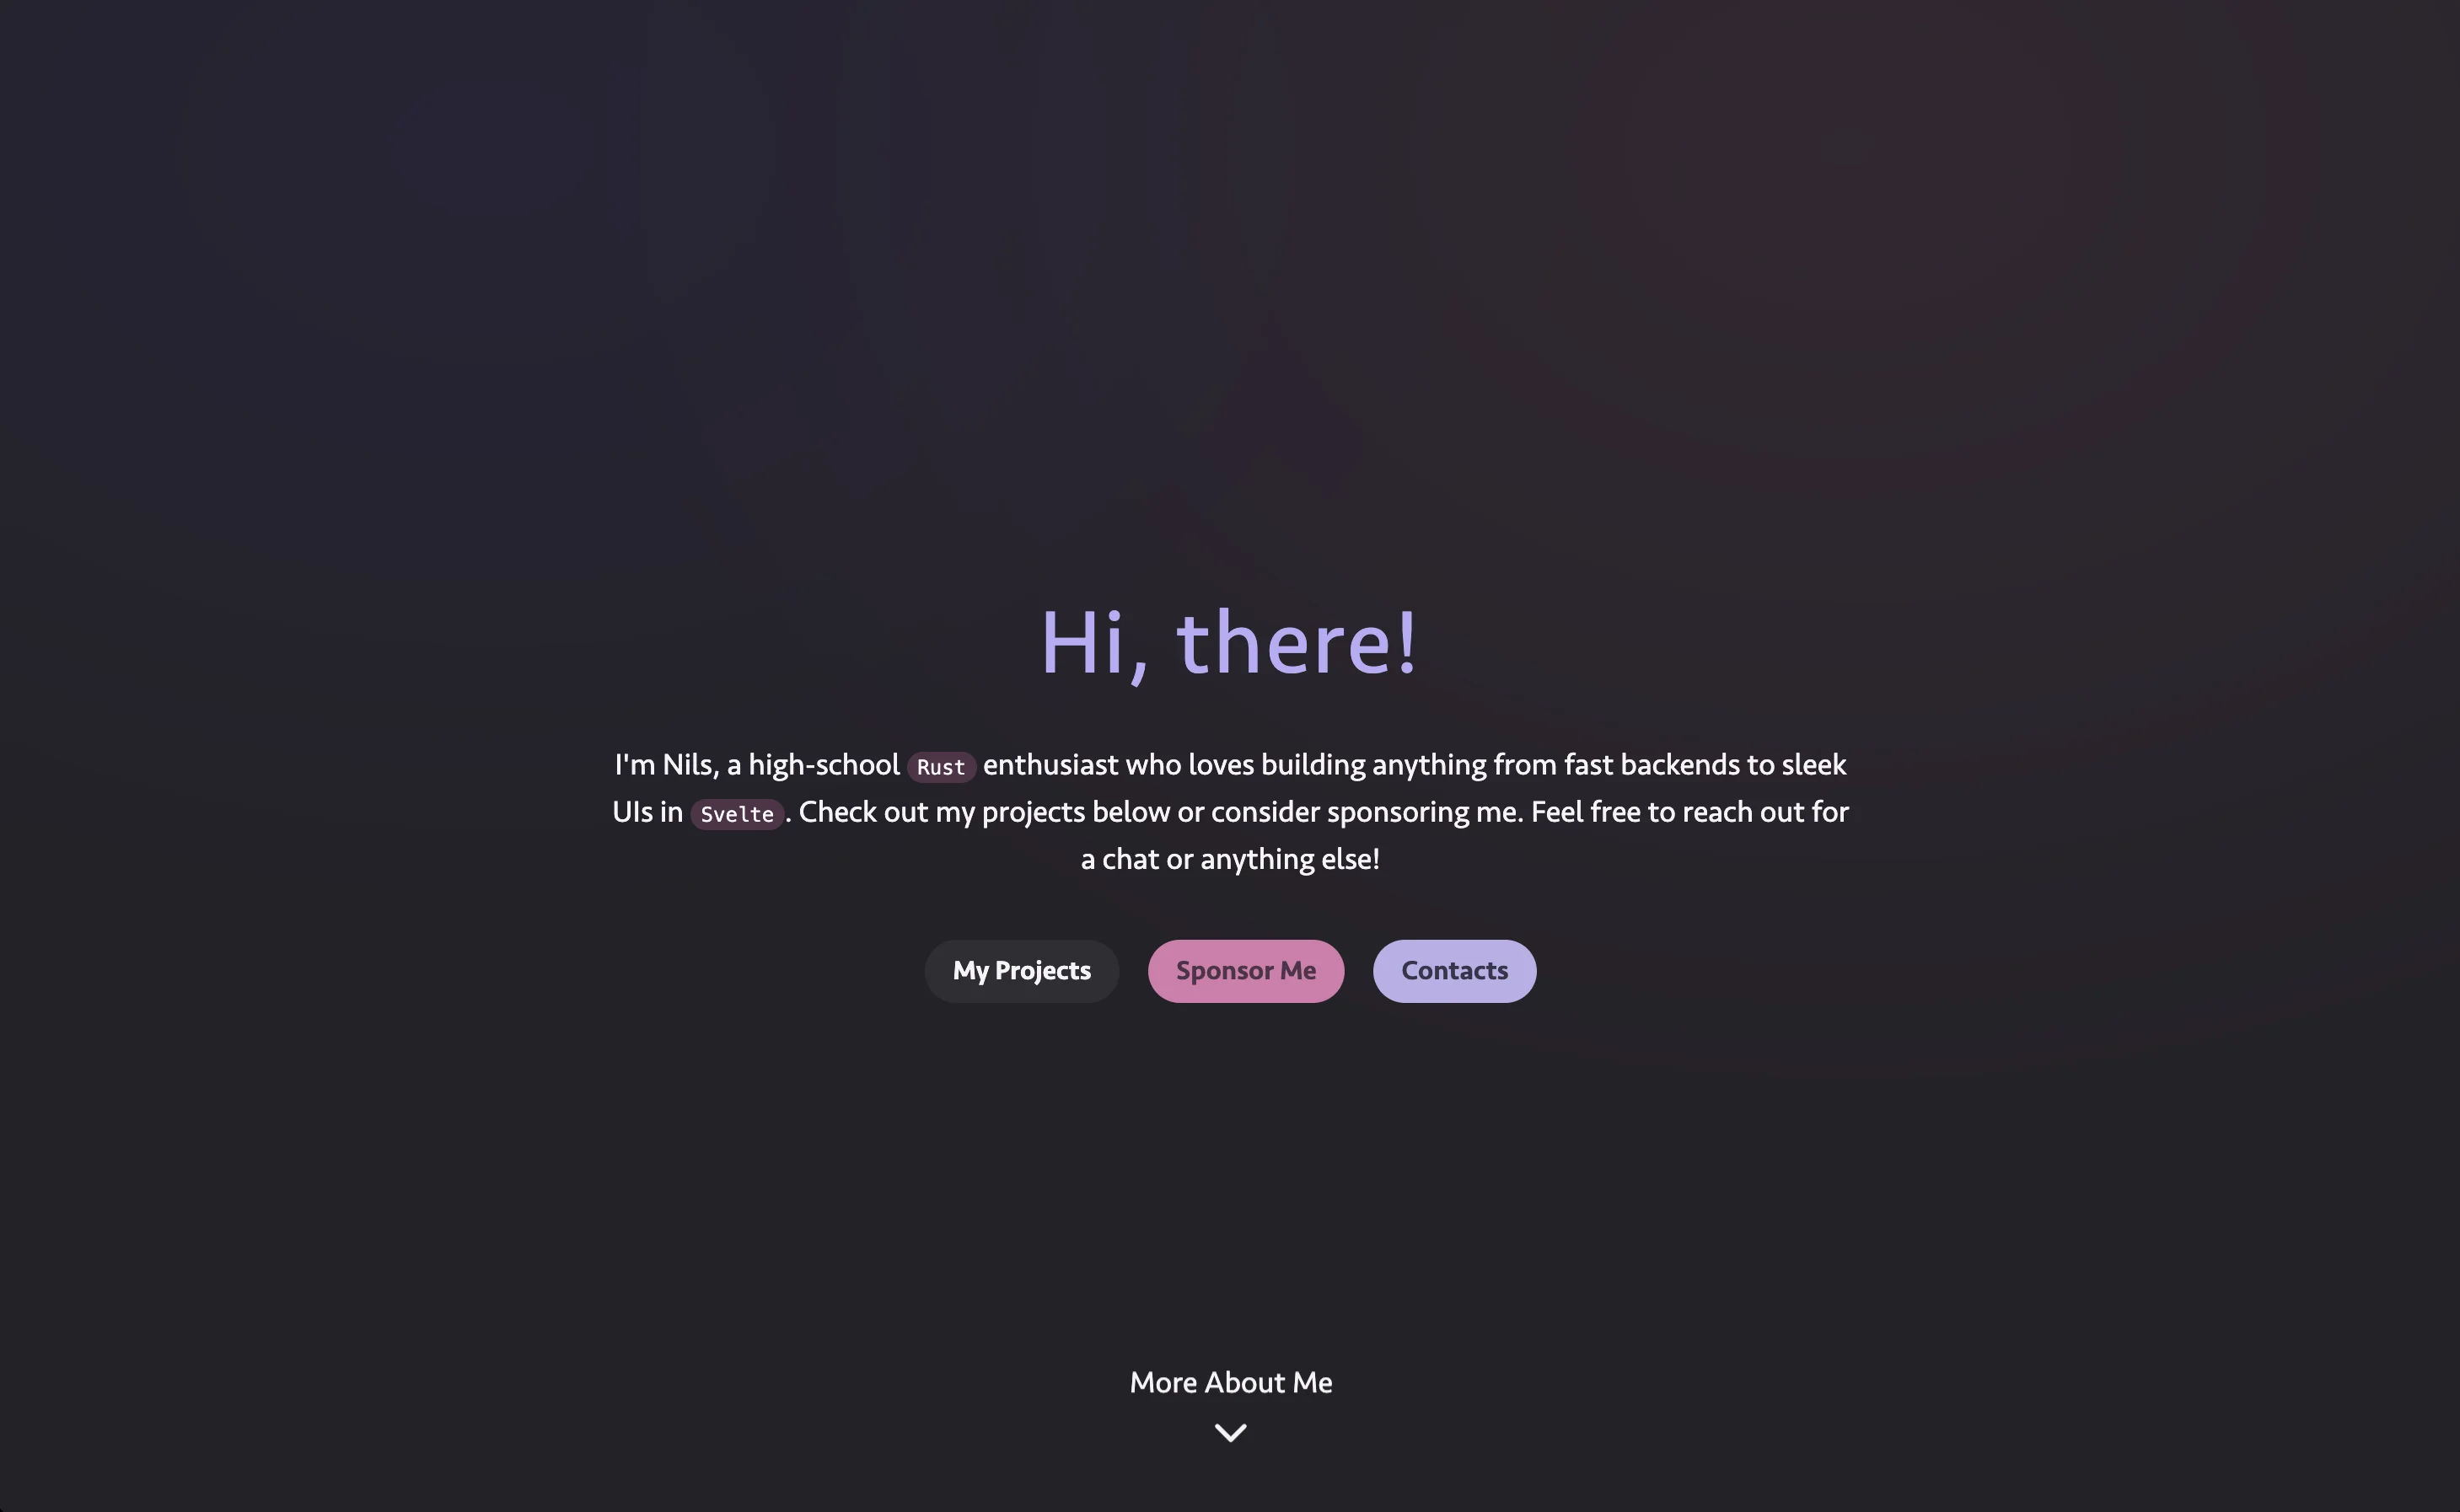 Hi, there!
I'm Nils, a high-school Rust enthusiast who loves building anything from fast backends to sleek
UIs in Svelte. Check out my projects below or consider sponsoring me. Feel free to reach out for
a chat or anything else!
My Projects Sponsor Me Contacts
More About Me